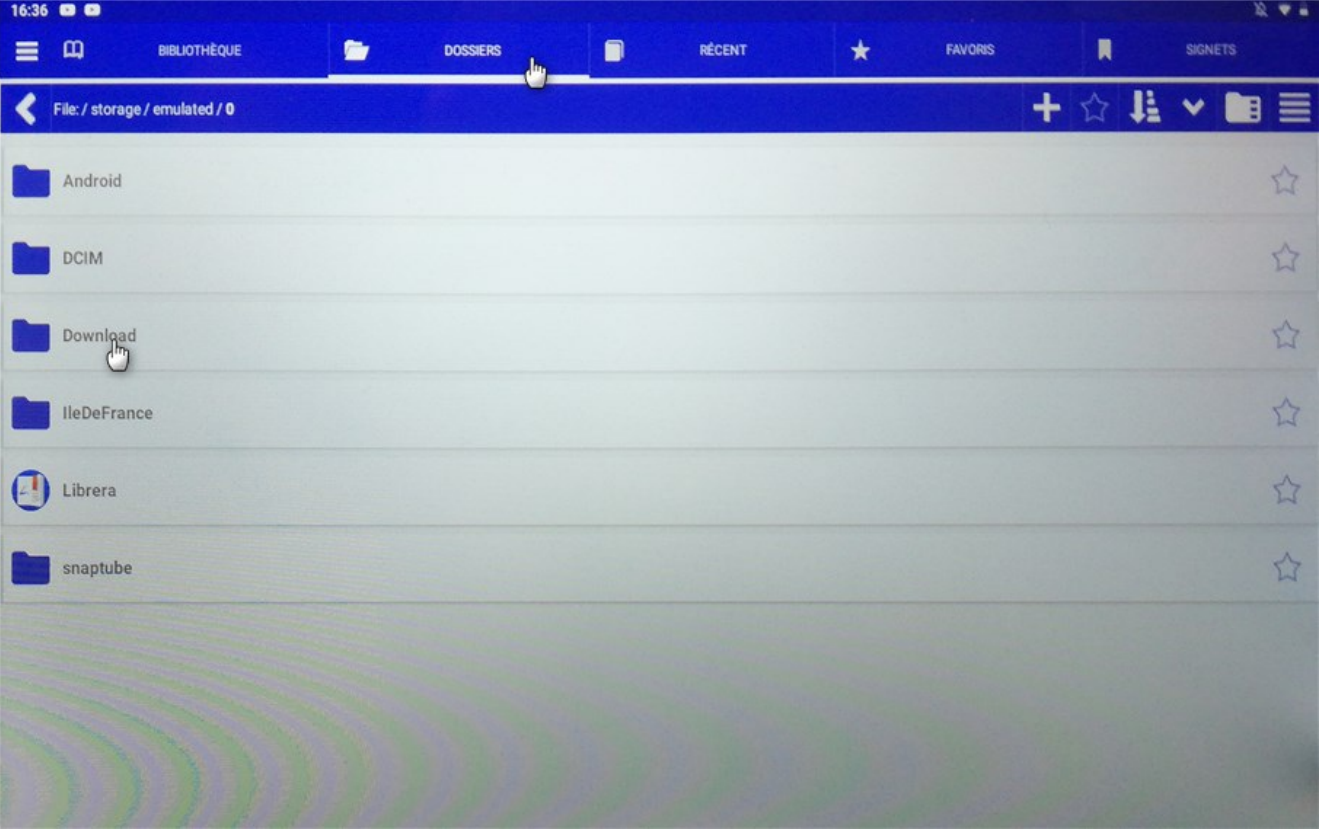 16:36
BIBLIOTHÈQUE DOSSIERS RÉCENT FAVORIS SIGNETS
File: / storage / emulated / 0
Android
DCIM
Download
IleDeFrance
Librera
snaptube